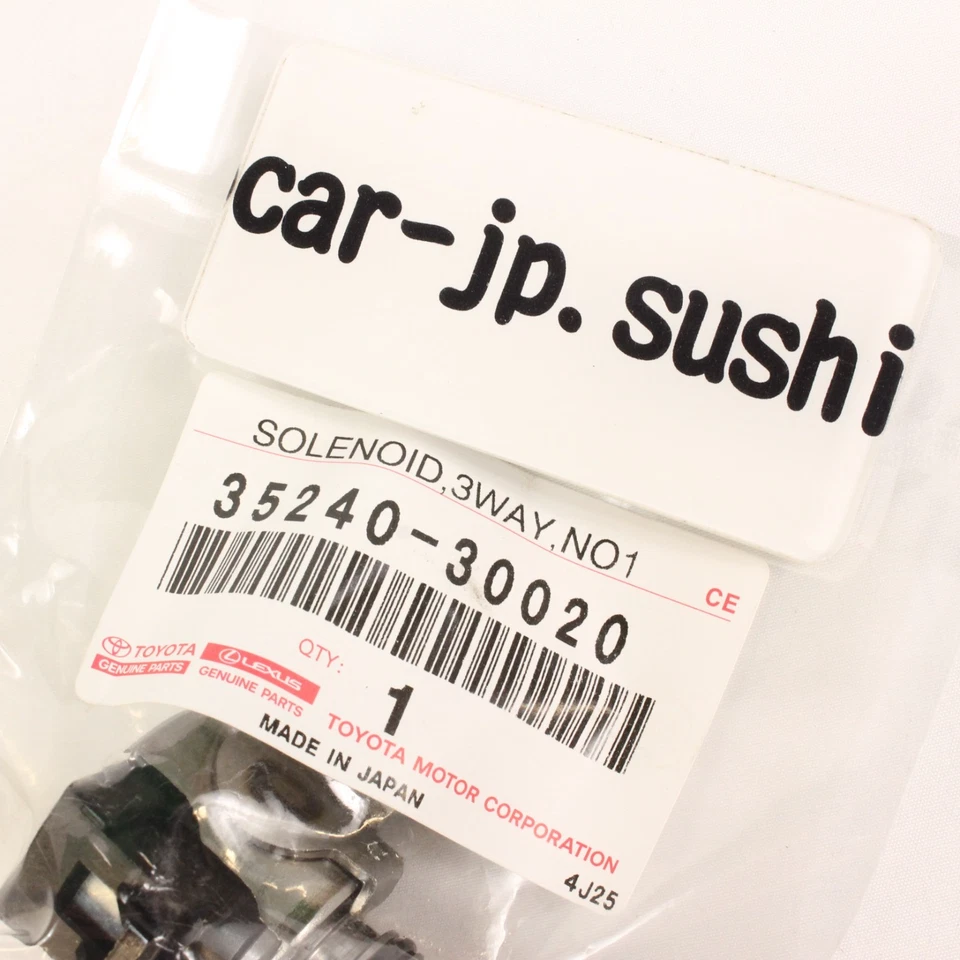 car-jp.sushi
SOLENOID,3WAY,NO1
35240-30020
CE
TOYOTA
GENUINE PARTS
LEXUS
GENUINE PARTS
QTY:
1
TOYOTA MOTOR CORPORATION
MADE IN JAPAN
4J25